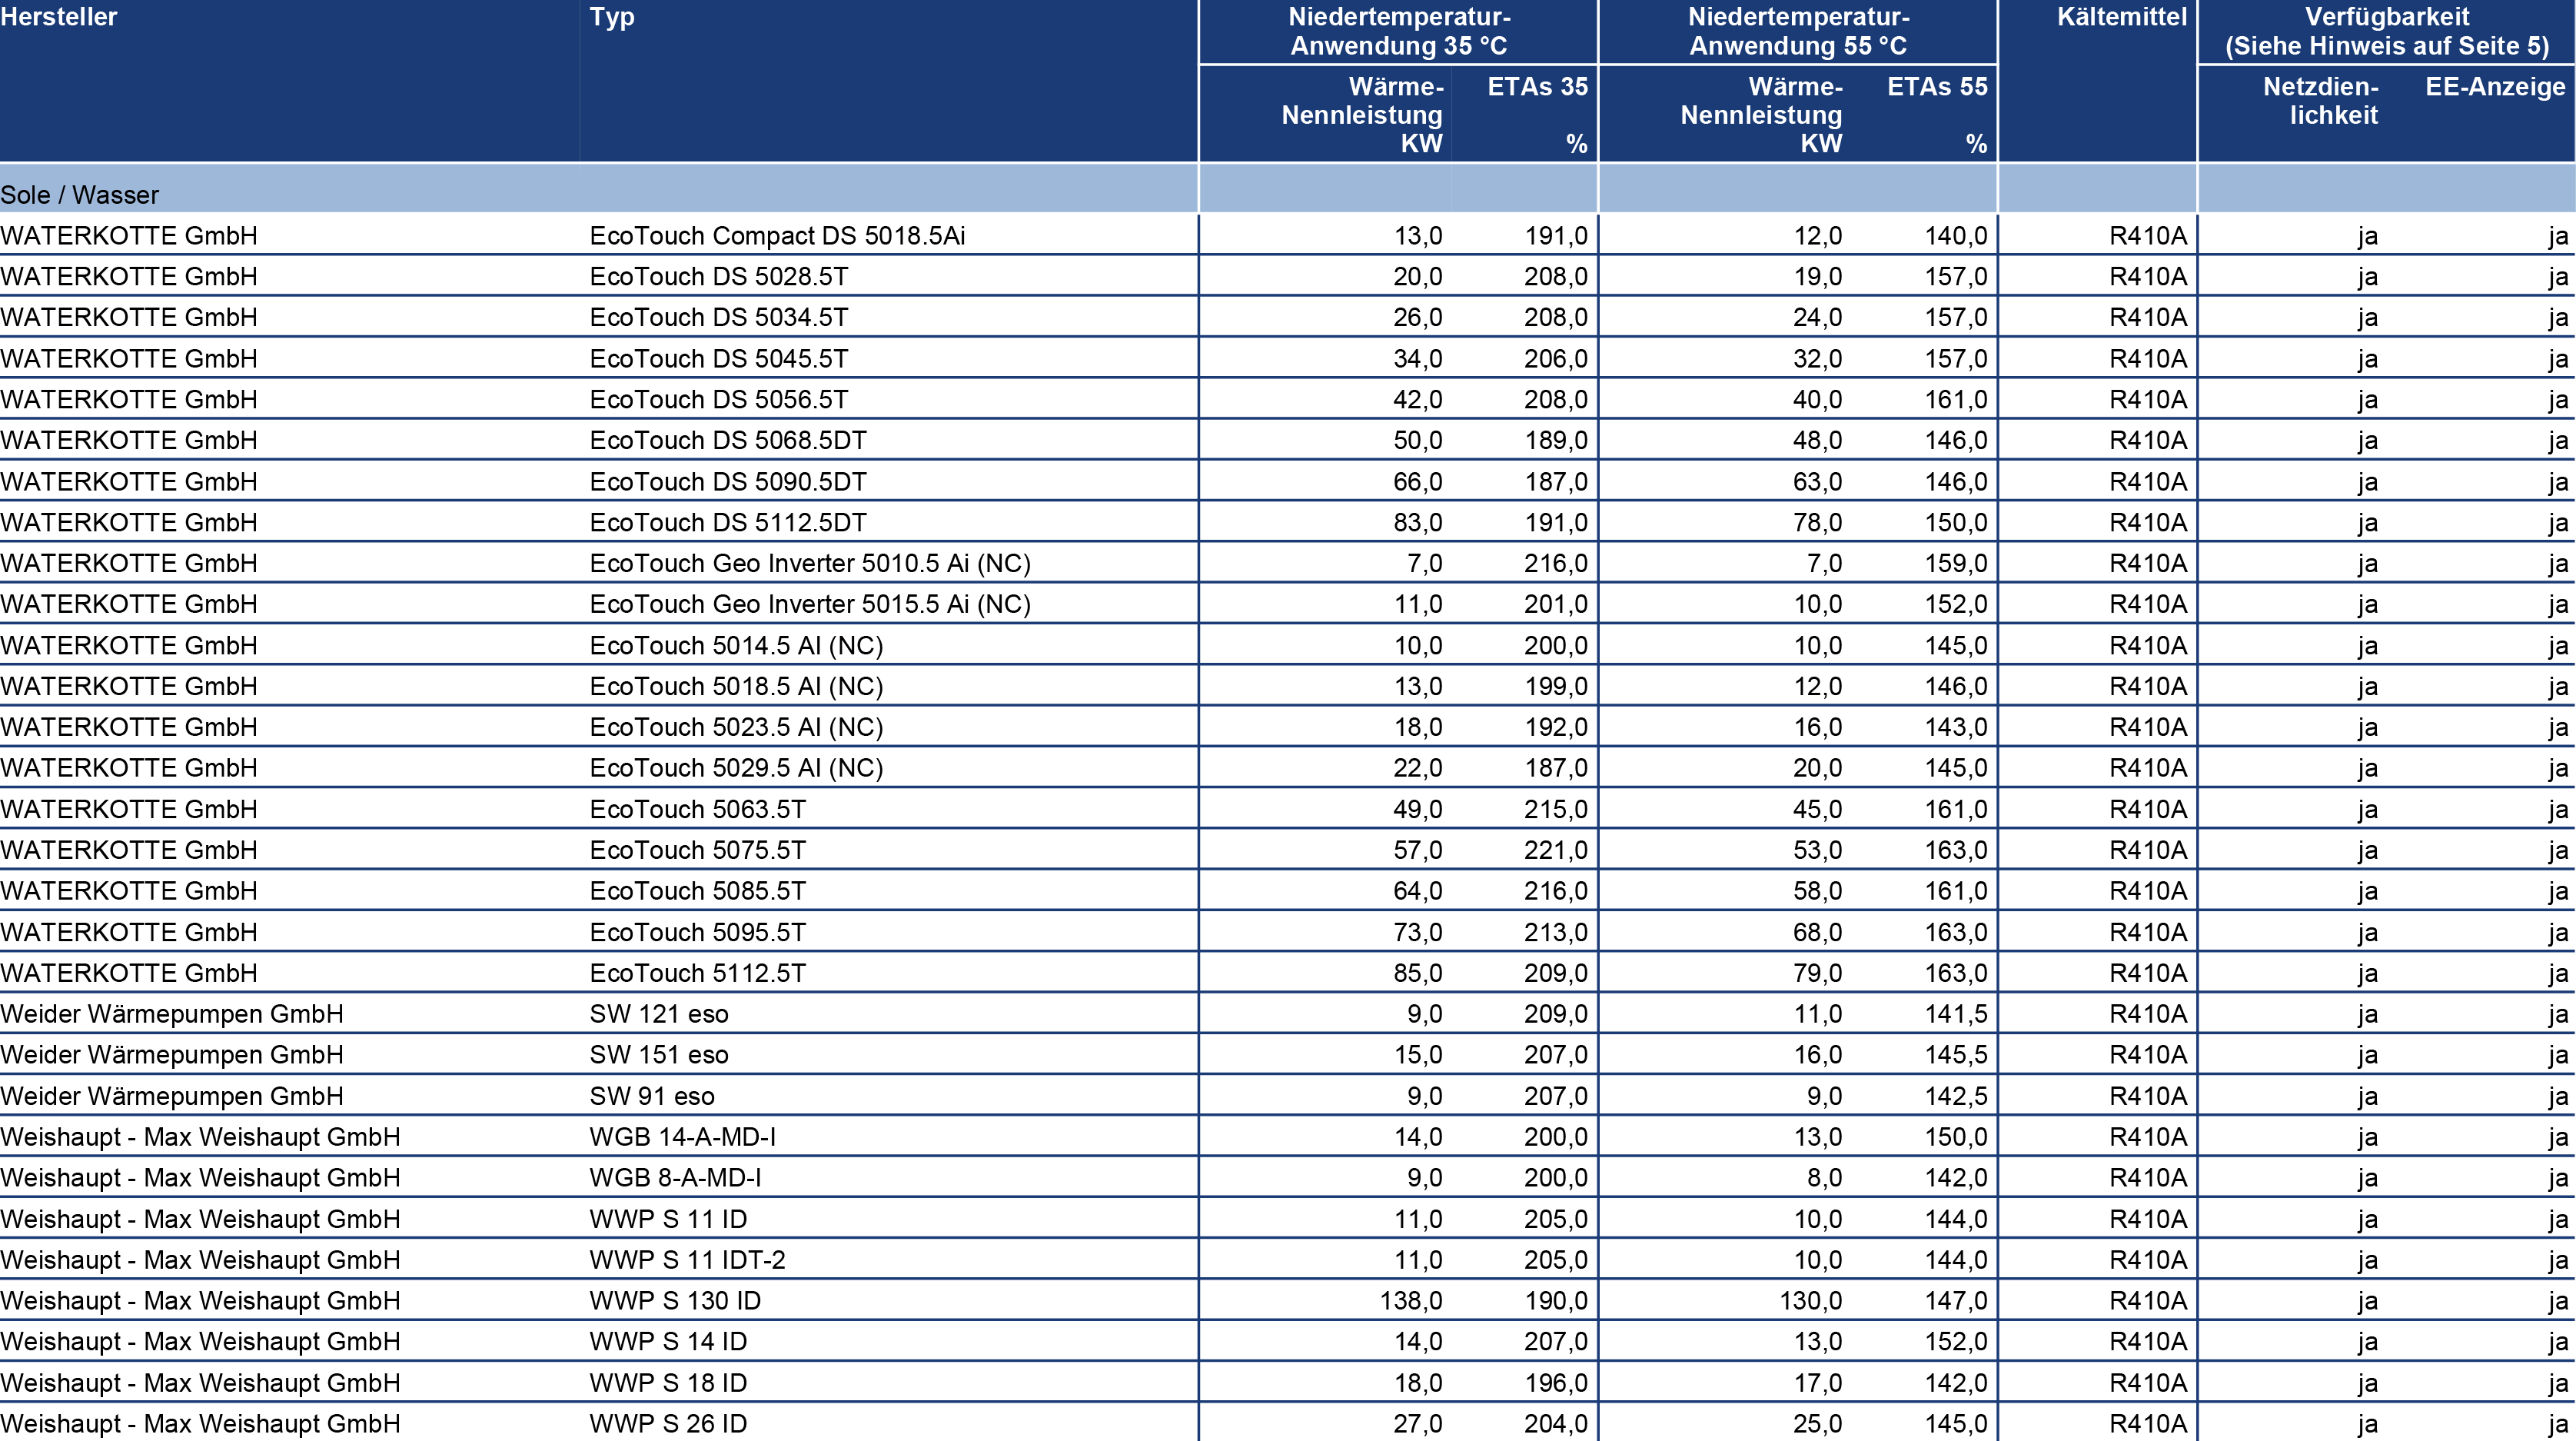 Hersteller Typ Niedertemperatur- Niedertemperatur- Kältemittel Verfügbarkeit
Anwendung 35 °C Anwendung 55 °C (Siehe Hinweis auf Seite 5)
Wärme- ETAs 35 Wärme- ETAs 55 Netzdien- EE-Anzeige
Nennleistung Nennleistung lichkeit
KW % KW %
Sole / Wasser
WATERKOTTE GmbH EcoTouch Compact DS 5018.5Ai 13,0 191,0 12,0 140,0 R410A ja ja
WATERKOTTE GmbH EcoTouch DS 5028.5T 20,0 208,0 19,0 157,0 R410A ja ja
WATERKOTTE GmbH EcoTouch DS 5034.5T 26,0 208,0 24,0 157,0 R410A ja ja
WATERKOTTE GmbH EcoTouch DS 5045.5T 34,0 206,0 32,0 157,0 R410A ja ja
WATERKOTTE GmbH EcoTouch DS 5056.5T 42,0 208,0 40,0 161,0 R410A ja ja
WATERKOTTE GmbH EcoTouch DS 5068.5DT 50,0 189,0 48,0 146,0 R410A ja ja
WATERKOTTE GmbH EcoTouch DS 5090.5DT 66,0 187,0 63,0 146,0 R410A ja ja
WATERKOTTE GmbH EcoTouch DS 5112.5DT 83,0 191,0 78,0 150,0 R410A ja ja
WATERKOTTE GmbH EcoTouch Geo Inverter 5010.5 Ai (NC) 7,0 216,0 7,0 159,0 R410A ja ja
WATERKOTTE GmbH EcoTouch Geo Inverter 5015.5 Ai (NC) 11,0 201,0 10,0 152,0 R410A ja ja
WATERKOTTE GmbH EcoTouch 5014.5 AI (NC) 10,0 200,0 10,0 145,0 R410A ja ja
WATERKOTTE GmbH EcoTouch 5018.5 AI (NC) 13,0 199,0 12,0 146,0 R410A ja ja
WATERKOTTE GmbH EcoTouch 5023.5 AI (NC) 18,0 192,0 16,0 143,0 R410A ja ja
WATERKOTTE GmbH EcoTouch 5029.5 AI (NC) 22,0 187,0 20,0 145,0 R410A ja ja
WATERKOTTE GmbH EcoTouch 5063.5T 49,0 215,0 45,0 161,0 R410A ja ja
WATERKOTTE GmbH EcoTouch 5075.5T 57,0 221,0 53,0 163,0 R410A ja ja
WATERKOTTE GmbH EcoTouch 5085.5T 64,0 216,0 58,0 161,0 R410A ja ja
WATERKOTTE GmbH EcoTouch 5095.5T 73,0 213,0 68,0 163,0 R410A ja ja
WATERKOTTE GmbH EcoTouch 5112.5T 85,0 209,0 79,0 163,0 R410A ja ja
Weider Wärmepumpen GmbH SW 121 eso 9,0 209,0 11,0 141,5 R410A ja ja
Weider Wärmepumpen GmbH SW 151 eso 15,0 207,0 16,0 145,5 R410A ja ja
Weider Wärmepumpen GmbH SW 91 eso 9,0 207,0 9,0 142,5 R410A ja ja
Weishaupt - Max Weishaupt GmbH WGB 14-A-MD-I 14,0 200,0 13,0 150,0 R410A ja ja
Weishaupt - Max Weishaupt GmbH WGB 8-A-MD-I 9,0 200,0 8,0 142,0 R410A ja ja
Weishaupt - Max Weishaupt GmbH WWP S 11 ID 11,0 205,0 10,0 144,0 R410A ja ja
Weishaupt - Max Weishaupt GmbH WWP S 11 IDT-2 11,0 205,0 10,0 144,0 R410A ja ja
Weishaupt - Max Weishaupt GmbH WWP S 130 ID 138,0 190,0 130,0 147,0 R410A ja ja
Weishaupt - Max Weishaupt GmbH WWP S 14 ID 14,0 207,0 13,0 152,0 R410A ja ja
Weishaupt - Max Weishaupt GmbH WWP S 18 ID 18,0 196,0 17,0 142,0 R410A ja ja
Weishaupt - Max Weishaupt GmbH WWP S 26 ID 27,0 204,0 25,0 145,0 R410A ja ja